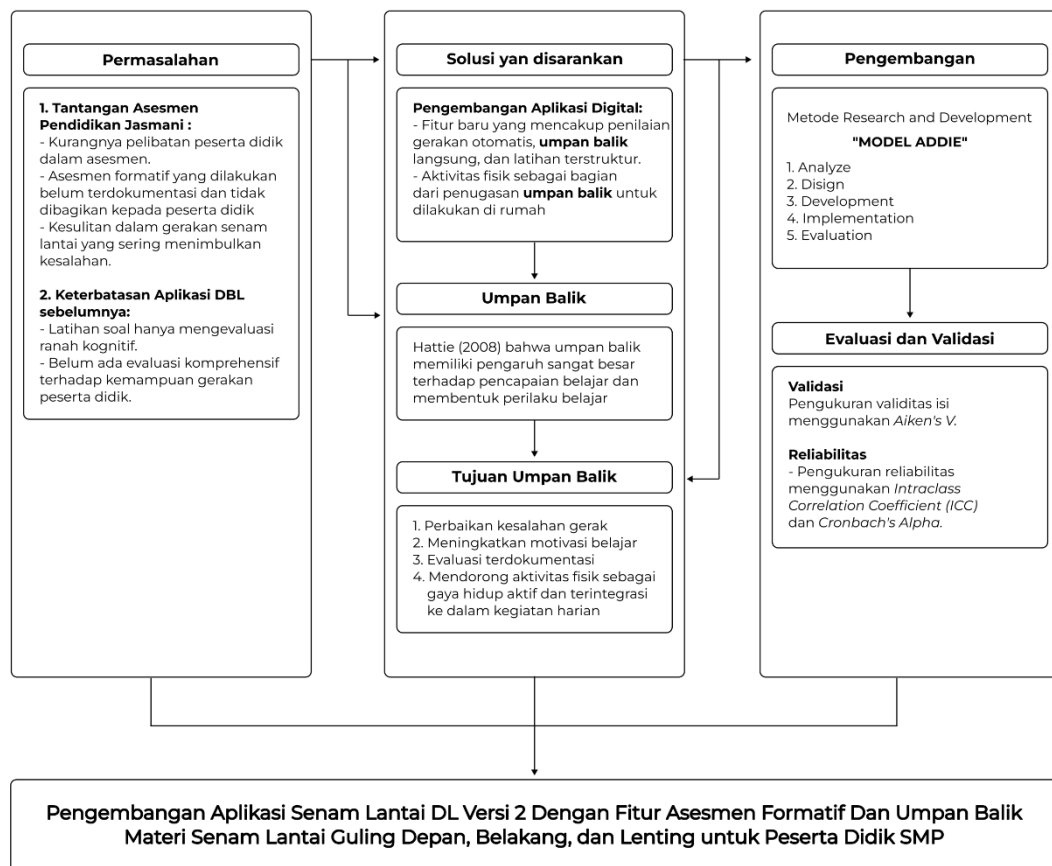 Permasalahan
1. Tantangan Asesmen
Pendidikan Jasmani :
- Kurangnya pelibatan peserta didik
dalam asesmen.
- Asesmen formatif yang dilakukan
belum terdokumentasi dan tidak
dibagikan kepada peserta didik
- Kesulitan dalam gerakan senam
lantai yang sering menimbulkan
kesalahan.
2. Keterbatasan Aplikasi DBL
sebelumnya:
- Latihan soal hanya mengevaluasi
ranah kognitif.
- Belum ada evaluasi komprehensif
terhadap kemampuan gerakan
peserta didik.
Solusi yan disarankan
Pengembangan Aplikasi Digital:
- Fitur baru yang mencakup penilaian
gerakan otomatis, umpan balik
langsung, dan latihan terstruktur.
- Aktivitas fisik sebagai bagian
dari penugasan umpan balik untuk
dilakukan di rumah
Umpan Balik
Hattie (2008) bahwa umpan balik
memiliki pengaruh sangat besar
terhadap pencapaian belajar dan
membentuk perilaku belajar
Tujuan Umpan Balik
1. Perbaikan kesalahan gerak
2. Meningkatkan motivasi belajar
3. Evaluasi terdokumentasi
4. Mendorong aktivitas fisik sebagai
gaya hidup aktif dan terintegrasi
ke dalam kegiatan harian
Pengembangan
Metode Research and Development
"MODEL ADDIE"
1. Analyze
2. Disign
3. Development
4. Implementation
5. Evaluation
Evaluasi dan Validasi
Validasi
Pengukuran validitas isi
menggunakan Aiken's V.
Reliabilitas
- Pengukuran reliabilitas
menggunakan Intraclass
Correlation Coefficient (ICC)
dan Cronbach's Alpha.
Pengembangan Aplikasi Senam Lantai DL Versi 2 Dengan Fitur Asesmen Formatif Dan Umpan Balik
Materi Senam Lantai Guling Depan, Belakang, dan Lenting untuk Peserta Didik SMP